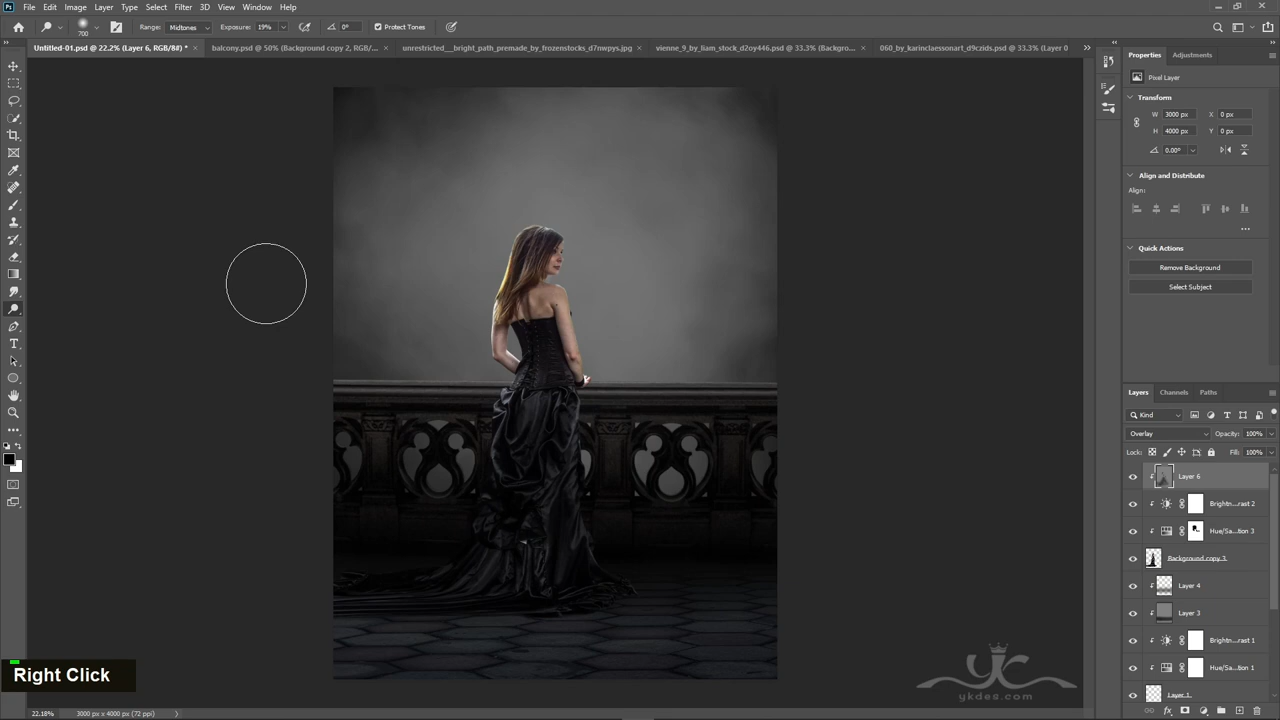 File Edit Image Layer Type Select Filter 3D View Window Help
700 Range: Midtones Exposure: 19% 0° Protect Tones
Untitled-01.psd @ 22.2% (Layer 6, RGB/8#) * × balcony.psd @ 50% (Background copy 2, RGB/... × unrestricted__bright_path_premade_by_frozenstocks_d7nwpys.jpg × vienne_9_by_liam_stock_d2oy446.psd @ 33.3% (Backgro... × 060_by_karinclaessonart_d9czids.psd @ 33.3% (Layer 0
Properties Adjustments
Pixel Layer
Transform
W 3000 px X 0 px
H 4000 px Y 0 px
0.00°
Align and Distribute
Align:
Quick Actions
Remove Background
Select Subject
Layers Channels Paths
Kind
Overlay Opacity: 100%
Lock: Fill: 100%
Layer 6
Brightn...rast 2
Hue/Sa...tion 3
Background copy 3
Layer 4
Layer 3
Brightn...rast 1
Hue/Sa...tion 1
Layer 1
Right Click
yc
ykdes.com
22.18% 3000 px x 4000 px (72 ppi)